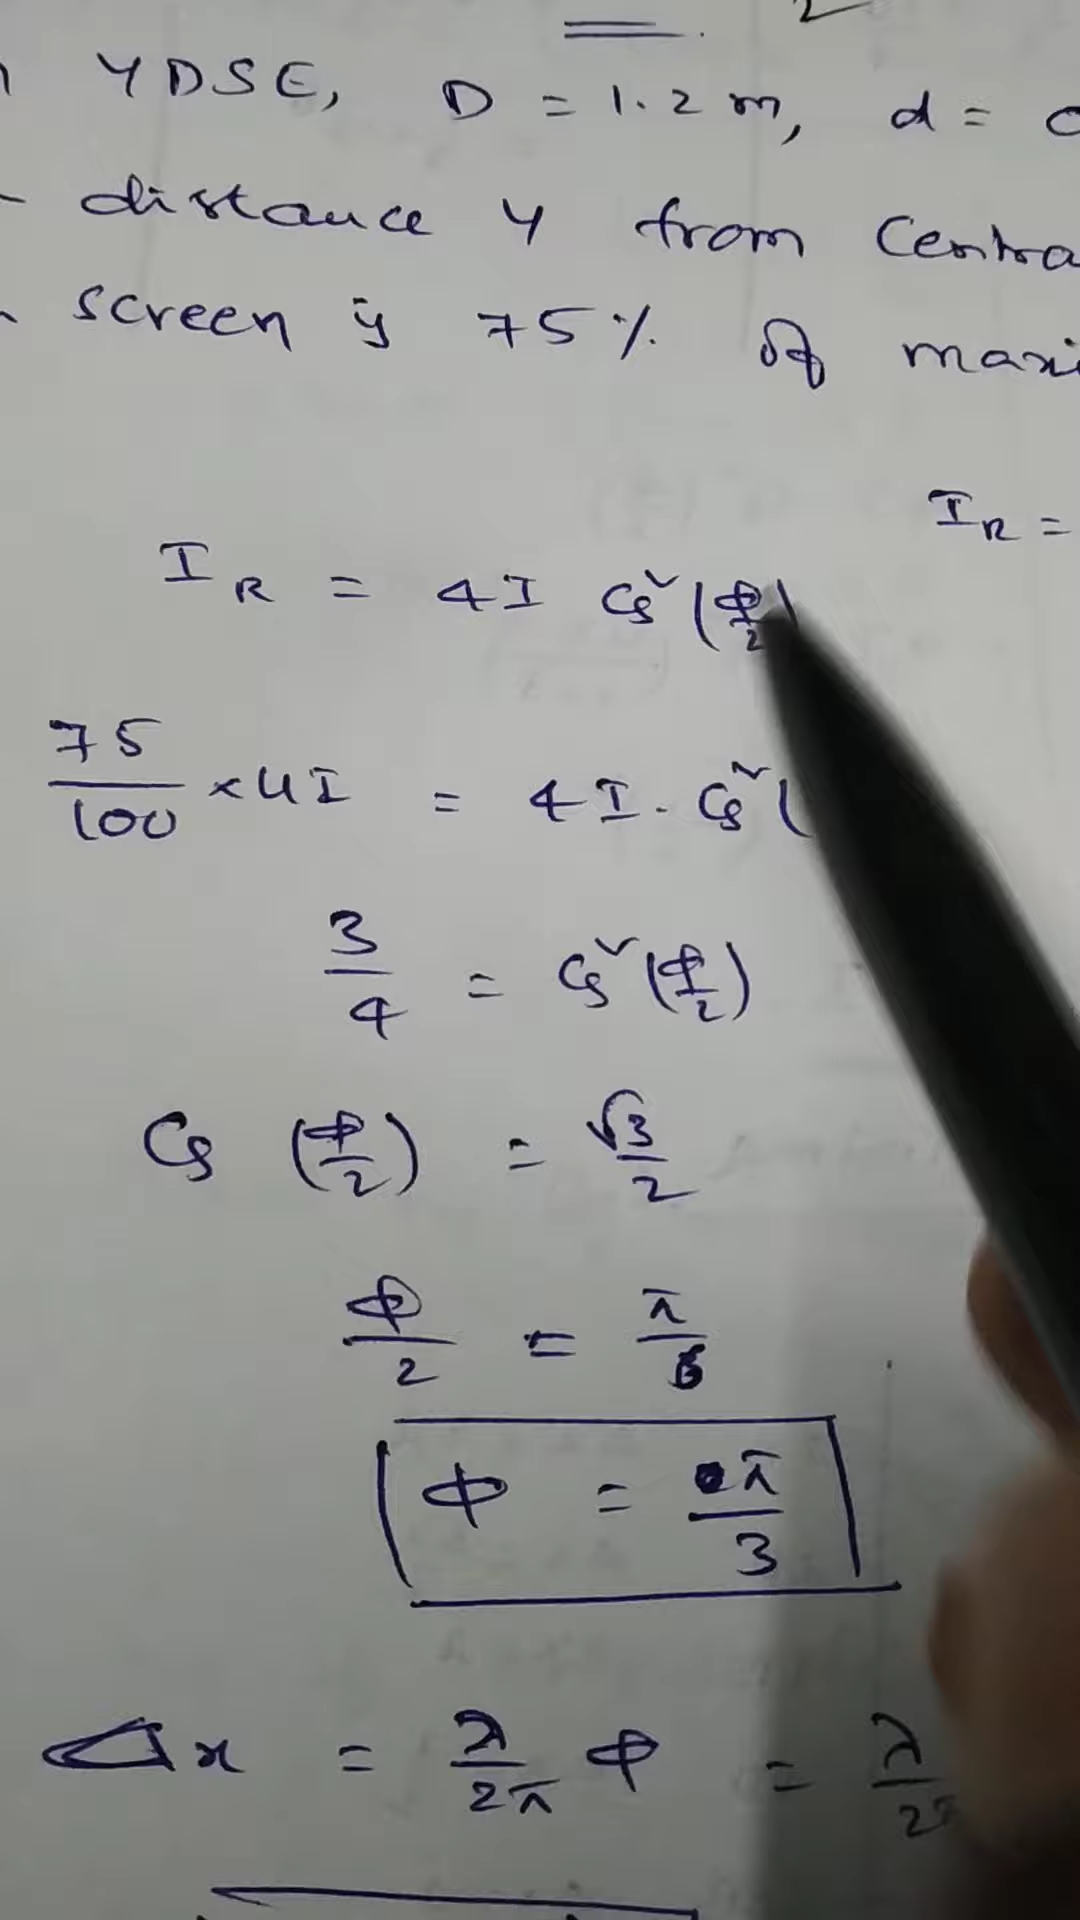 YDSE, D = 1.2 m, d =
distance y from Centra
screen is 75% of maxi
I_R =
I_R = 4I Cos²(Φ/2)
75/100 × 4I = 4I. Cos²(
3/4 = Cos²(Φ/2)
Cos (Φ/2) = √3/2
Φ/2 = π/6
Φ = π/3
Δx = λ/2π Φ = λ/2π